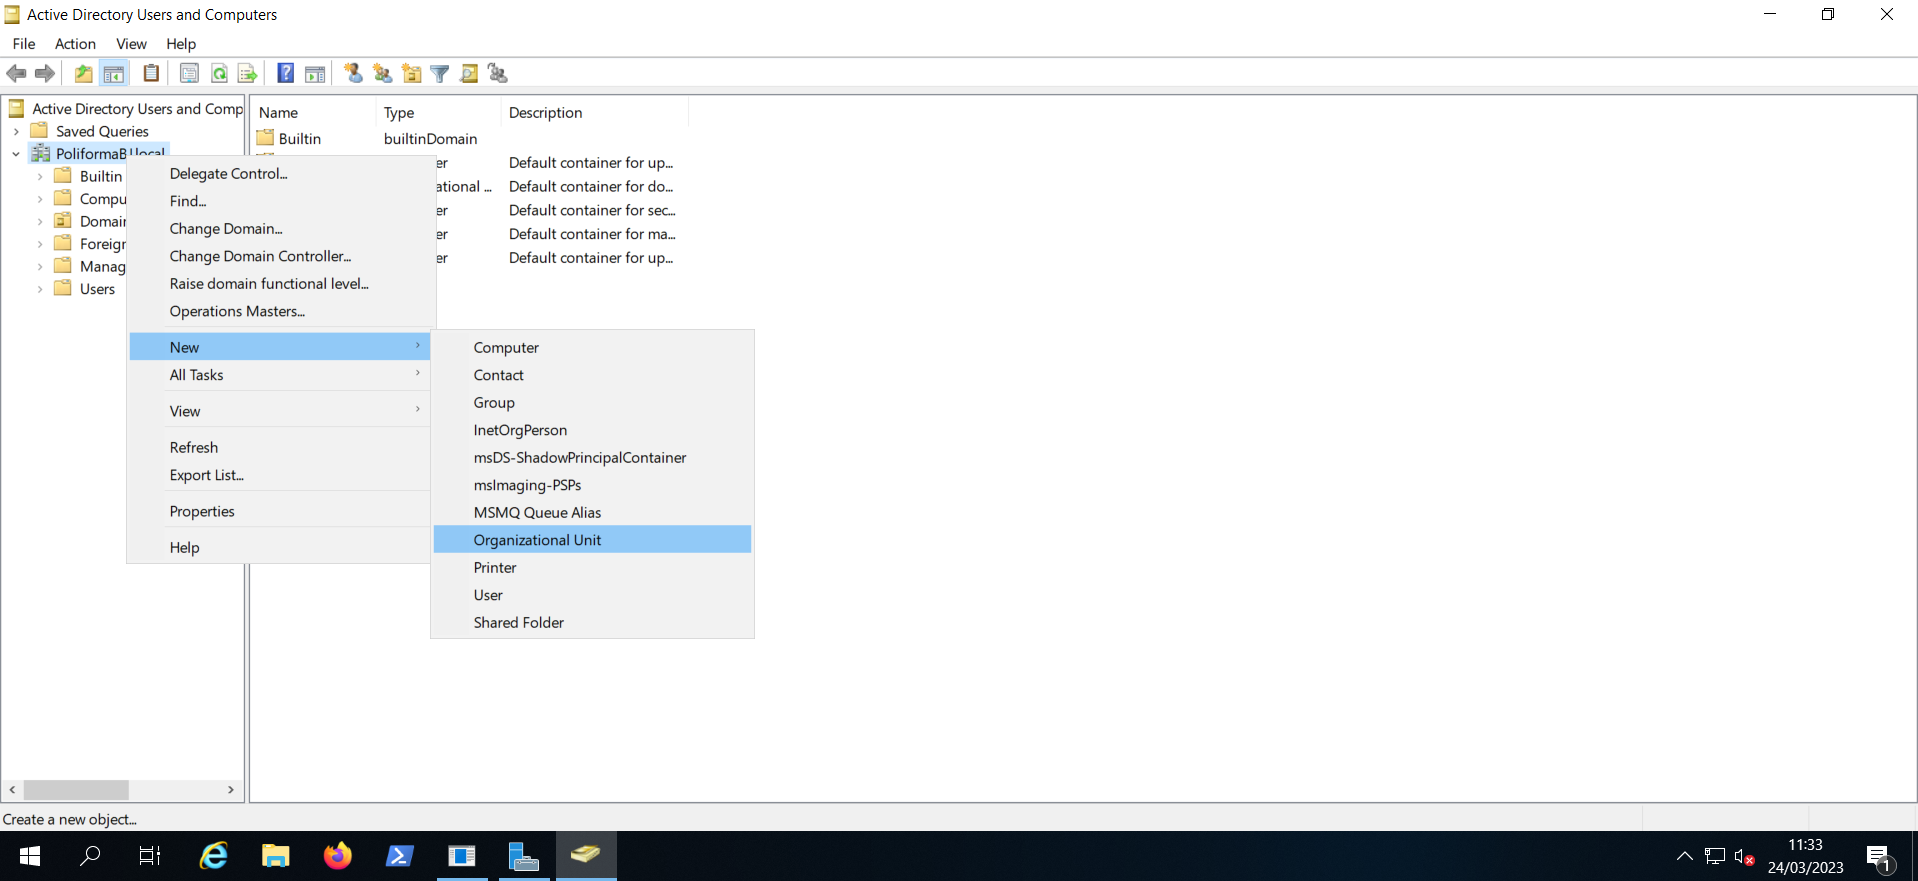 Active Directory Users and Computers
File Action View Help
Active Directory Users and Comp
Saved Queries
Builtin
Compu
Domain
Foreign
Manag
Users
Name Type Description
Builtin builtinDomain
er Default container for up...
ational ... Default container for do...
er Default container for sec...
er Default container for ma...
er Default container for up...
Delegate Control...
Find...
Change Domain...
Change Domain Controller...
Raise domain functional level...
Operations Masters...
New
All Tasks
View
Refresh
Export List...
Properties
Help
Computer
Contact
Group
InetOrgPerson
msDS-ShadowPrincipalContainer
msImaging-PSPs
MSMQ Queue Alias
Organizational Unit
Printer
User
Shared Folder
Create a new object...
11:33
24/03/2023
1